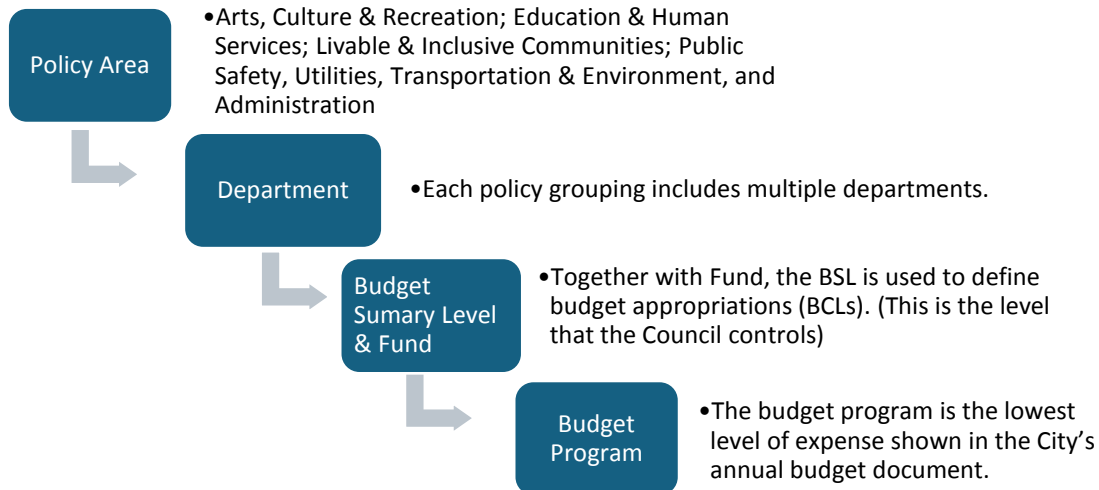 Policy Area
•Arts, Culture & Recreation; Education & Human
Services; Livable & Inclusive Communities; Public
Safety, Utilities, Transportation & Environment, and
Administration
Department
•Each policy grouping includes multiple departments.
Budget
Sumary Level
& Fund
•Together with Fund, the BSL is used to define
budget appropriations (BCLs). (This is the level
that the Council controls)
Budget
Program
•The budget program is the lowest
level of expense shown in the City’s
annual budget document.